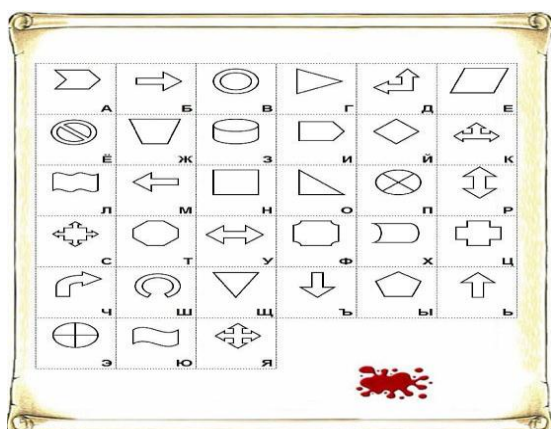 А Б В Г Д Е
Ё Ж З И Й К
Л М Н О П Р
С Т У Ф Х Ц
Ч Ш Щ Ъ Ы Ь
Э Ю Я